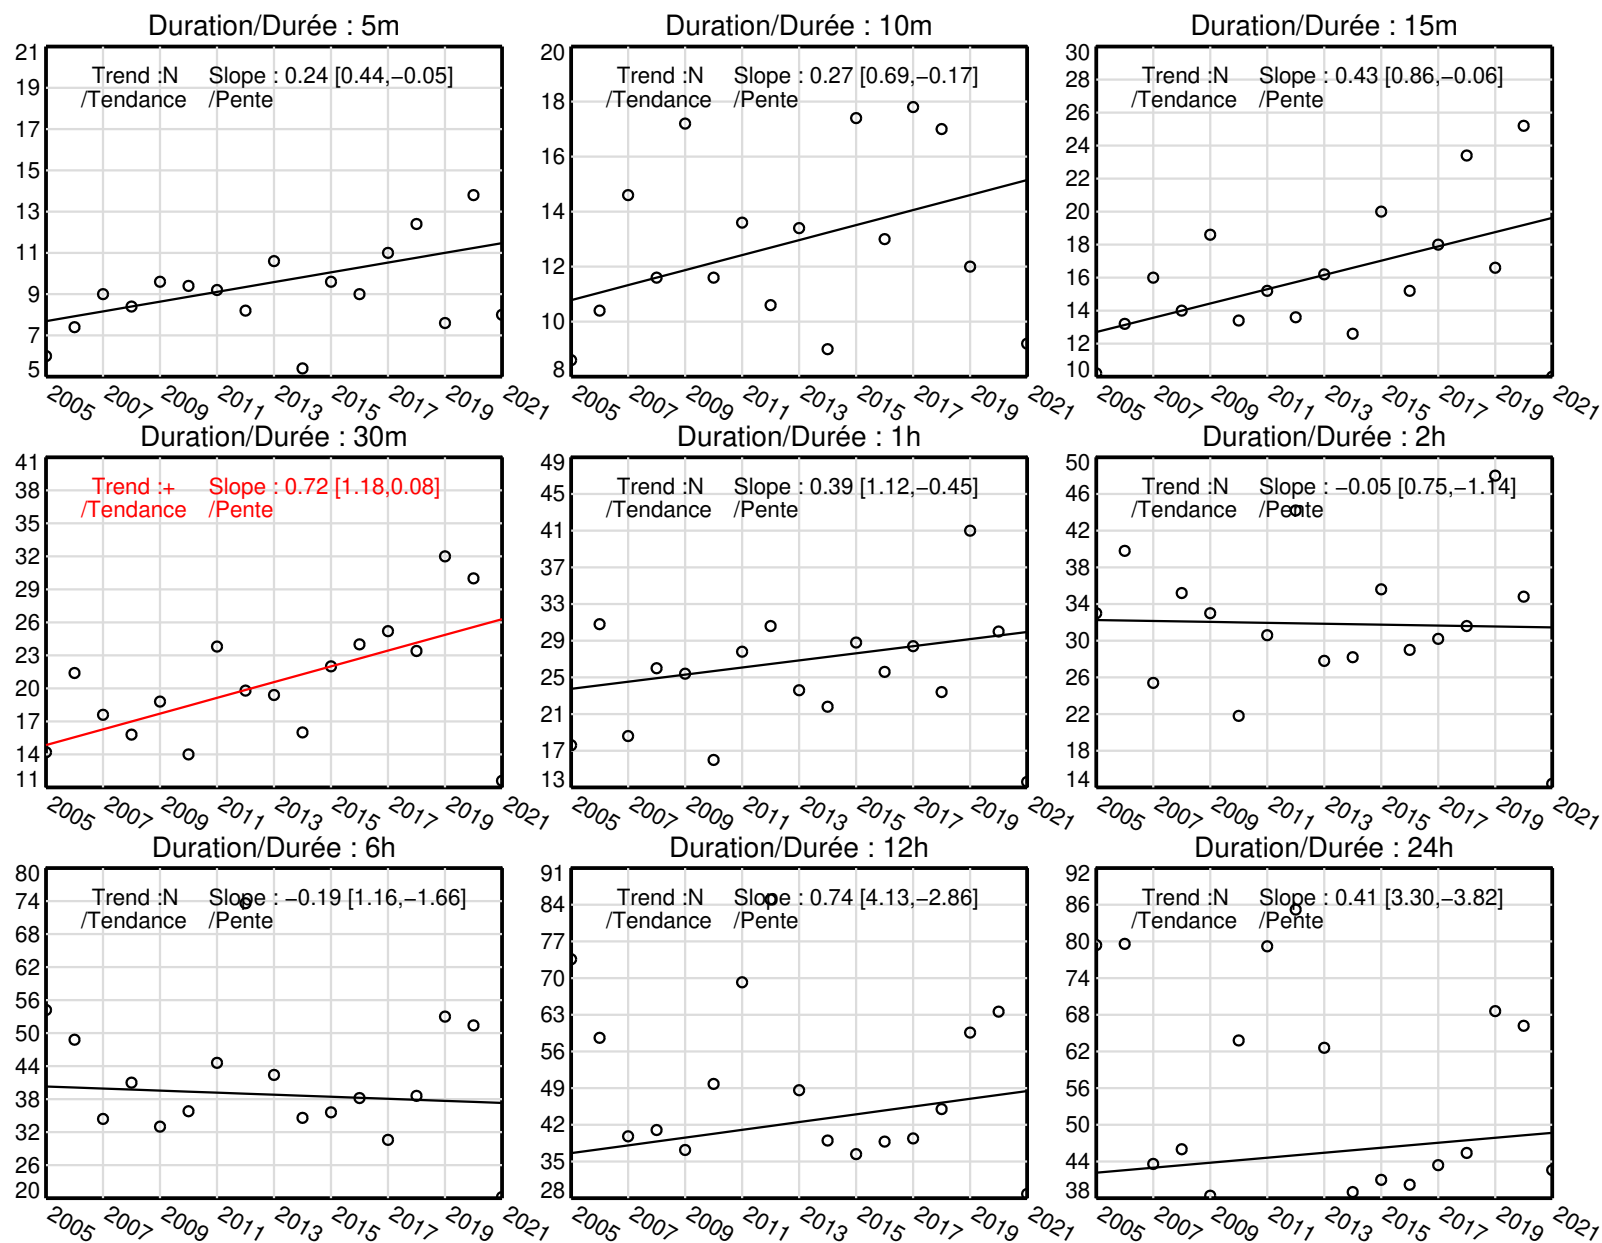 Duration/Durée : 5m
21
19
17
15
13
11
9
7
5
Trend :N Slope : 0.24 [0.44,−0.05]
/Tendance /Pente
2005 2007 2009 2011 2013 2015 2017 2019 2021
Duration/Durée : 10m
20
18
16
14
12
10
8
Trend :N Slope : 0.27 [0.69,−0.17]
/Tendance /Pente
2005 2007 2009 2011 2013 2015 2017 2019 2021
Duration/Durée : 15m
30
28
26
24
22
20
18
16
14
12
10
Trend :N Slope : 0.43 [0.86,−0.06]
/Tendance /Pente
2005 2007 2009 2011 2013 2015 2017 2019 2021
Duration/Durée : 30m
41
38
35
32
29
26
23
20
17
14
11
Trend :+ Slope : 0.72 [1.18,0.08]
/Tendance /Pente
2005 2007 2009 2011 2013 2015 2017 2019 2021
Duration/Durée : 1h
49
45
41
37
33
29
25
21
17
13
Trend :N Slope : 0.39 [1.12,−0.45]
/Tendance /Pente
2005 2007 2009 2011 2013 2015 2017 2019 2021
Duration/Durée : 2h
50
46
42
38
34
30
26
22
18
14
Trend :N Slope : −0.05 [0.75,−1.14]
/Tendance /Pente
2005 2007 2009 2011 2013 2015 2017 2019 2021
Duration/Durée : 6h
80
74
68
62
56
50
44
38
32
26
20
Trend :N Slope : −0.19 [1.16,−1.66]
/Tendance /Pente
2005 2007 2009 2011 2013 2015 2017 2019 2021
Duration/Durée : 12h
91
84
77
70
63
56
49
42
35
28
Trend :N Slope : 0.74 [4.13,−2.86]
/Tendance /Pente
2005 2007 2009 2011 2013 2015 2017 2019 2021
Duration/Durée : 24h
92
86
80
74
68
62
56
50
44
38
Trend :N Slope : 0.41 [3.30,−3.82]
/Tendance /Pente
2005 2007 2009 2011 2013 2015 2017 2019 2021